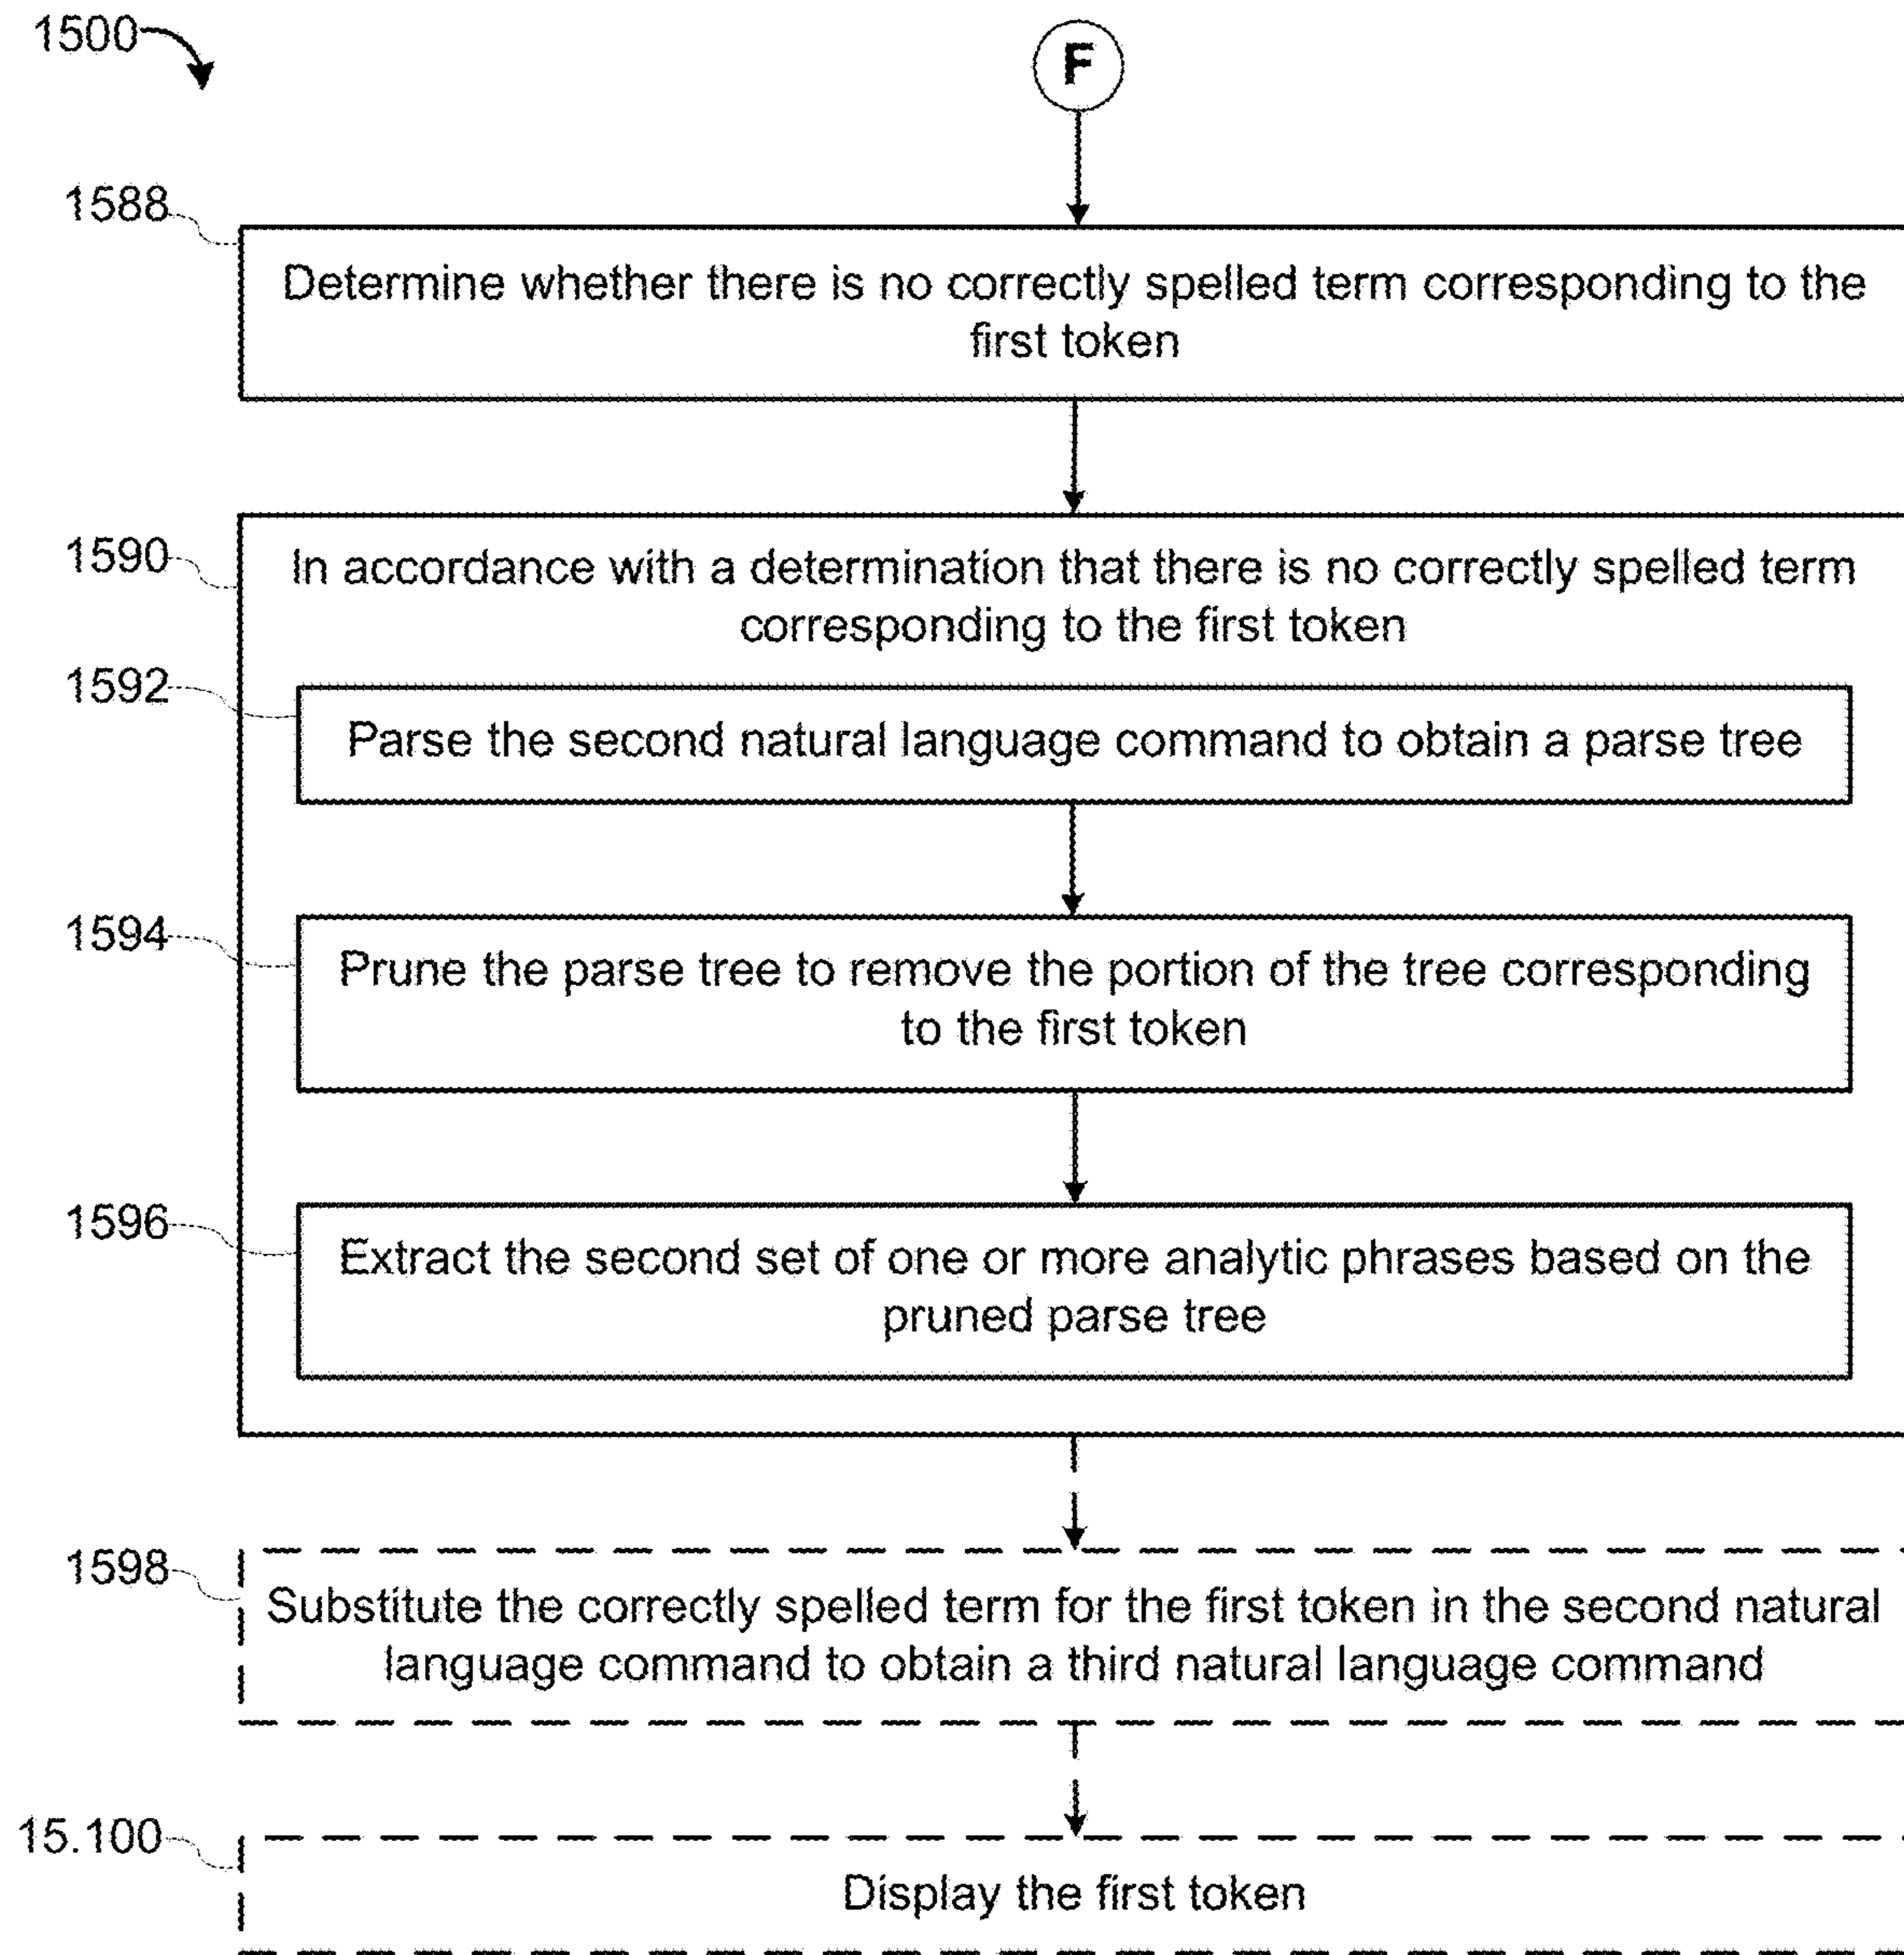 1500
F
1588
Determine whether there is no correctly spelled term corresponding to the
first token
1590
In accordance with a determination that there is no correctly spelled term
corresponding to the first token
1592
Parse the second natural language command to obtain a parse tree
1594
Prune the parse tree to remove the portion of the tree corresponding
to the first token
1596
Extract the second set of one or more analytic phrases based on the
pruned parse tree
1598
Substitute the correctly spelled term for the first token in the second natural
language command to obtain a third natural language command
15.100
Display the first token